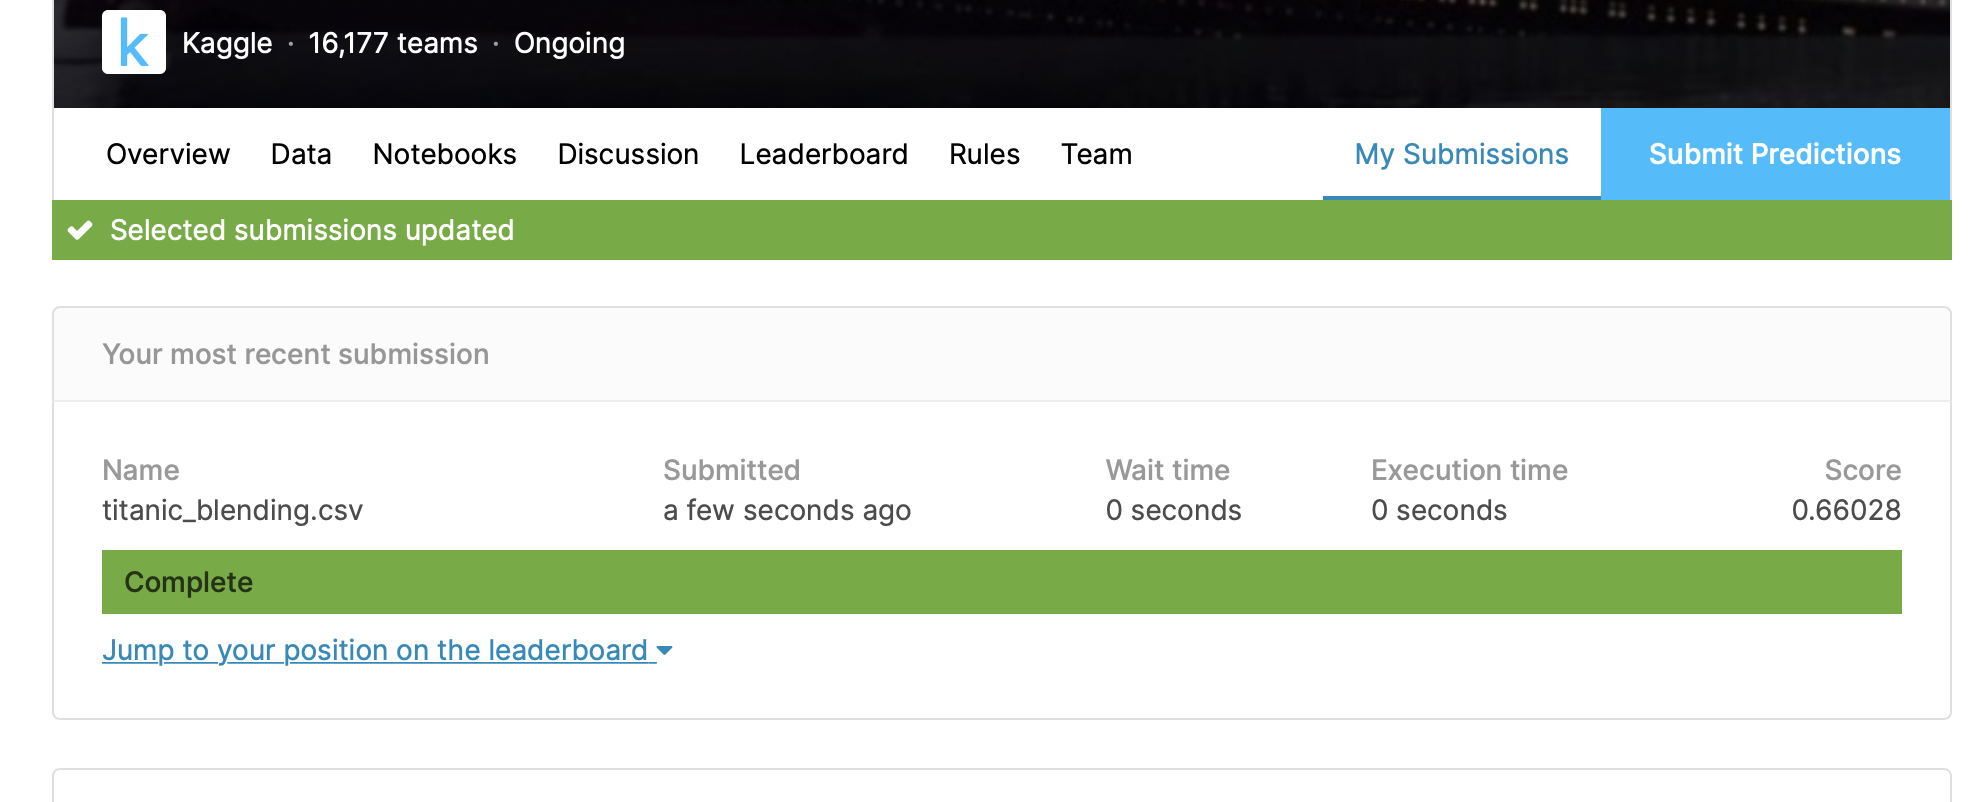 k
Kaggle · 16,177 teams · Ongoing
Overview Data Notebooks Discussion Leaderboard Rules Team My Submissions Submit Predictions
Selected submissions updated
Your most recent submission
Name Submitted Wait time Execution time Score
titanic_blending.csv a few seconds ago 0 seconds 0 seconds 0.66028
Complete
Jump to your position on the leaderboard